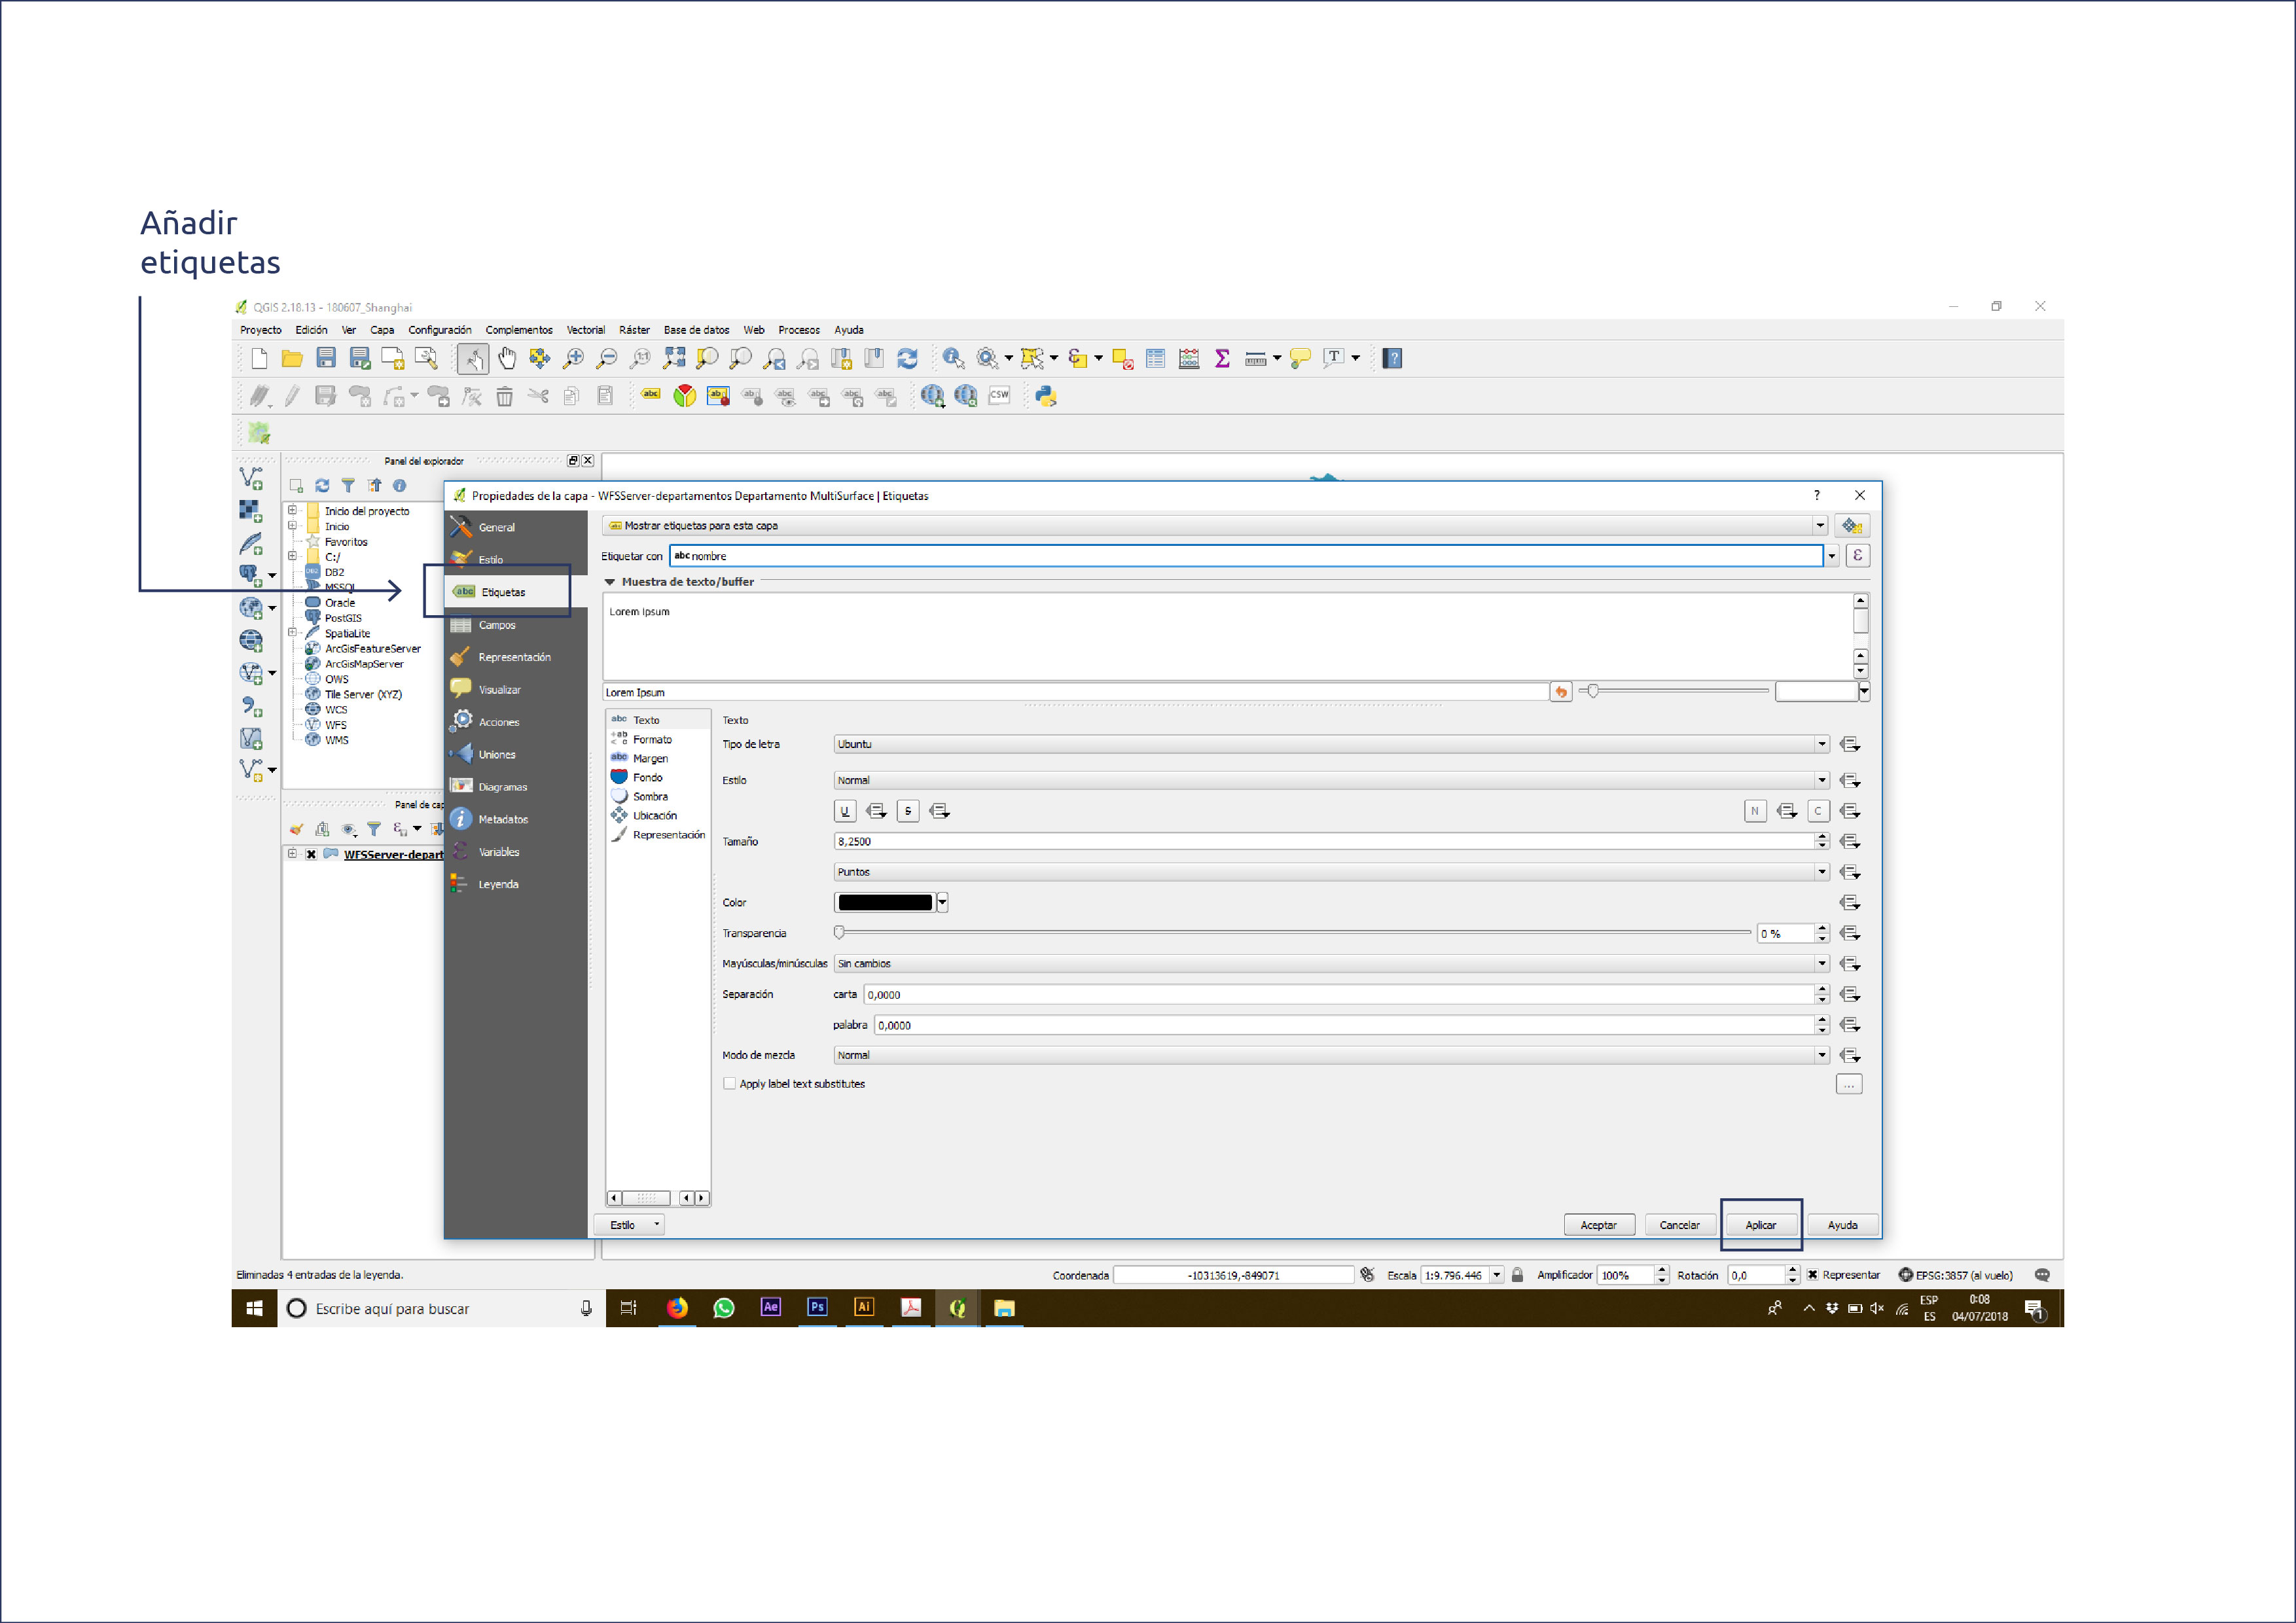 Añadir
etiquetas
QGIS 2.18.13 - 180607_Shanghai
Proyecto Edición Ver Capa Configuración Complementos Vectorial Ráster Base de datos Web Procesos Ayuda
CSW
Panel del explorador
Inicio del proyecto
Inicio
Favoritos
C:/
DB2
MSSQL
Oracle
PostGIS
SpatiaLite
ArcGisFeatureServer
ArcGisMapServer
OWS
Tile Server (XYZ)
WCS
WFS
WMS
Panel de cap
WFSServer-depart
Propiedades de la capa - WFSServer-departamentos Departamento MultiSurface | Etiquetas
General
Estilo
abc Etiquetas
Campos
Representación
Visualizar
Acciones
Uniones
Diagramas
Metadatos
Variables
Leyenda
Mostrar etiquetas para esta capa
Etiquetar con abc nombre
Muestra de texto/buffer
Lorem Ipsum
Lorem Ipsum
abc Texto
Formato
abc Margen
Fondo
Sombra
Ubicación
Representación
Texto
Tipo de letra Ubuntu
Estilo Normal
U S N C
Tamaño 8,2500
Puntos
Color
Transparencia 0 %
Mayúsculas/minúsculas Sin cambios
Separación carta 0,0000
palabra 0,0000
Modo de mezcla Normal
Apply label text substitutes ...
Estilo Aceptar Cancelar Aplicar Ayuda
Eliminadas 4 entradas de la leyenda. Coordenada -10313619,-849071 Escala 1:9.796.446 Amplificador 100% Rotación 0,0 Representar EPSG:3857 (al vuelo)
Escribe aquí para buscar Ae Ps Ai ESP 0:08
ES 04/07/2018 1